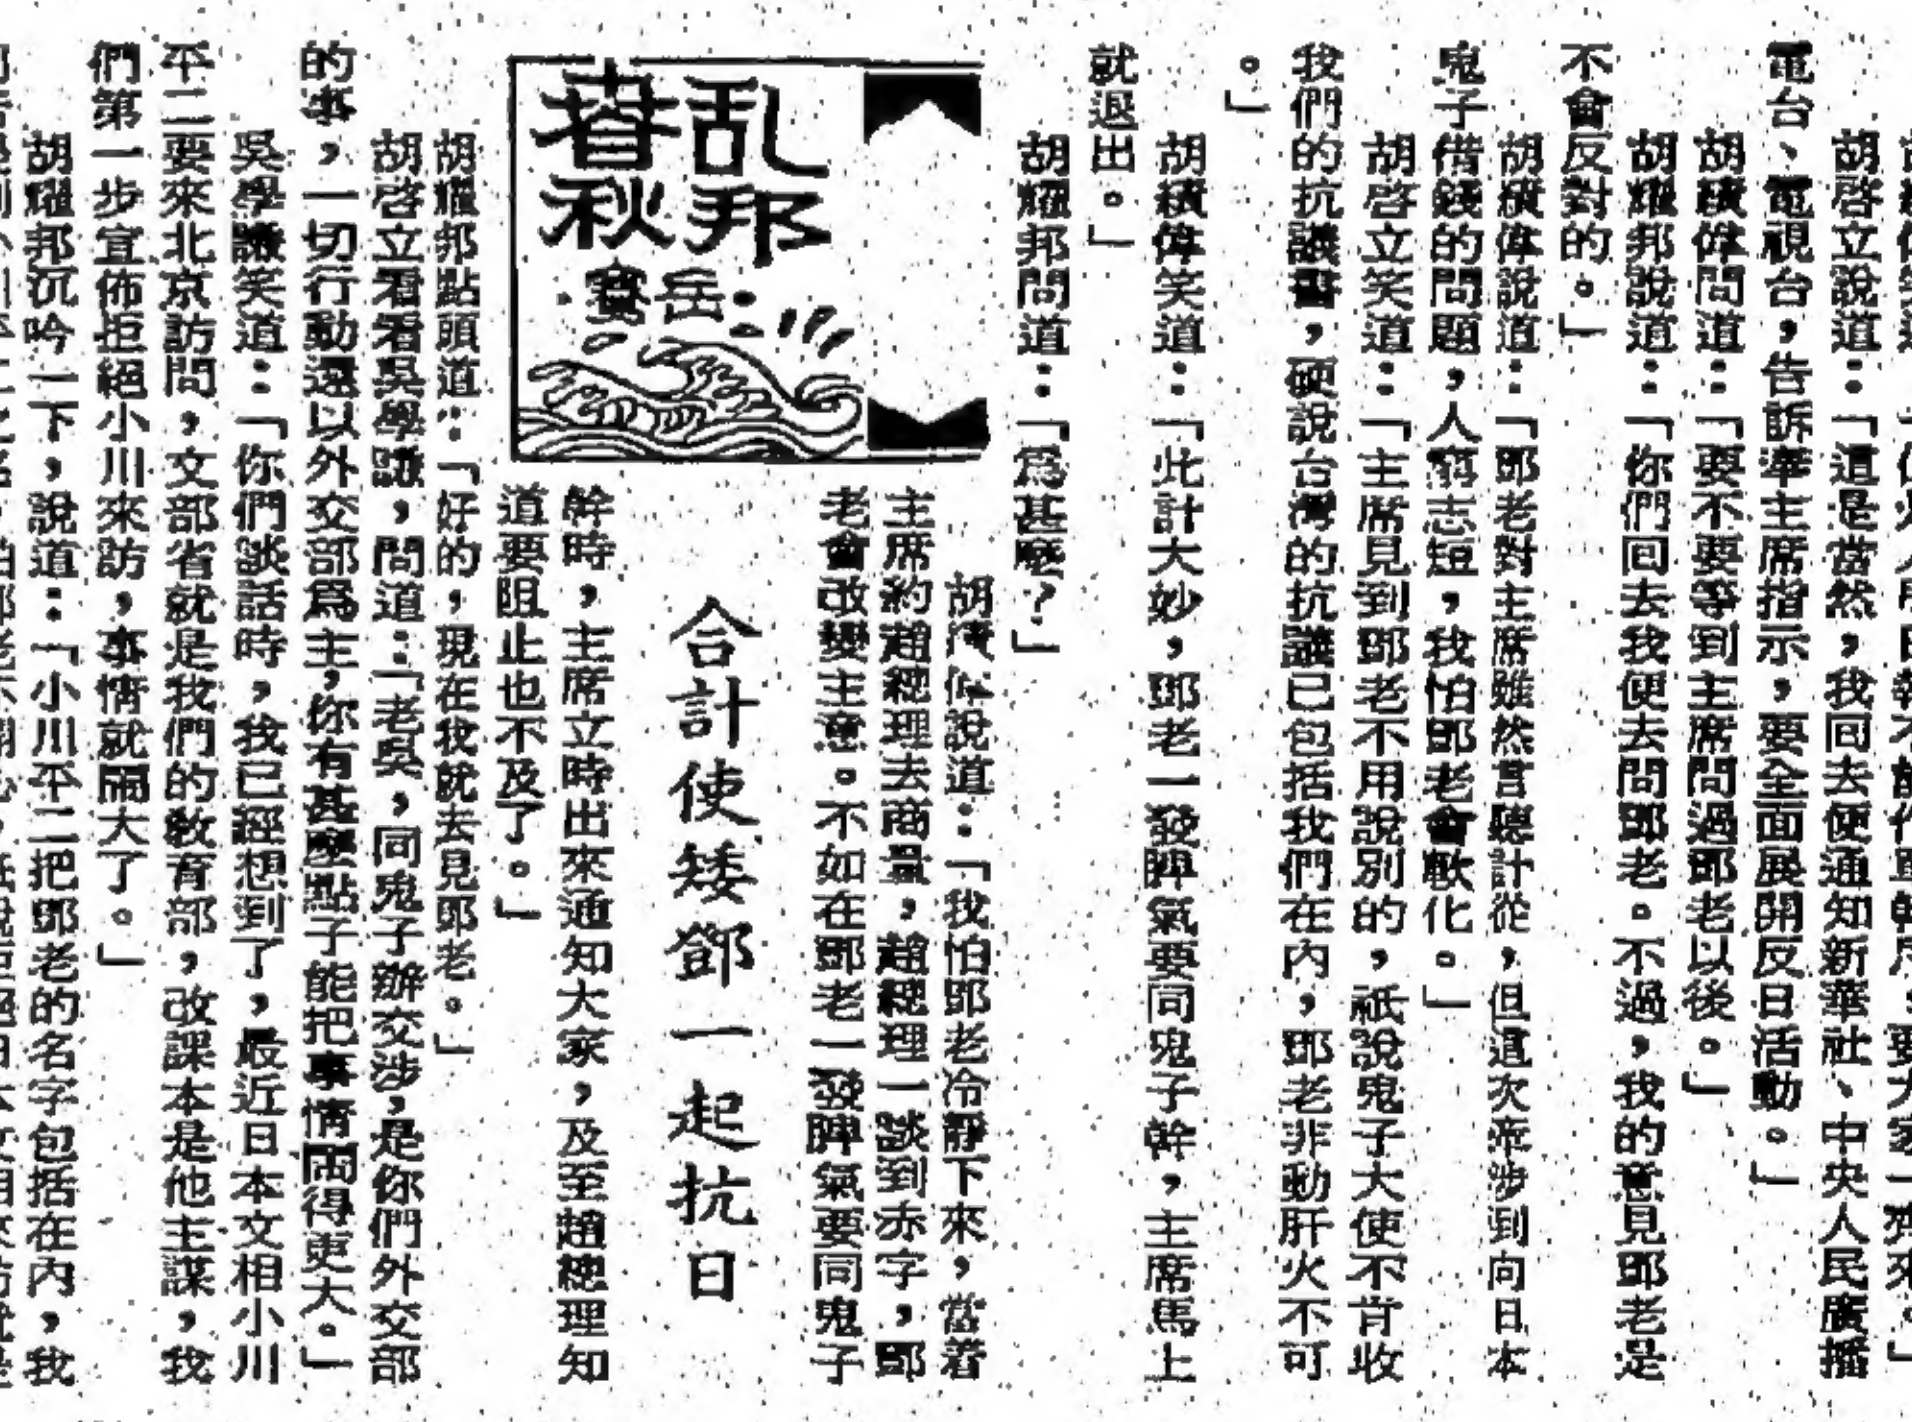 胡啓立說道：「這是當然，我回去便通知新華社、中央人民廣播
電台、電視台，告訴華主席指示，要全面展開反日活動。」
胡績偉問道：「要不要等到主席問過鄧老以後。」
胡耀邦說道：「你們回去我便去問鄧老。不過，我的意見鄧老是
不會反對的。」
胡績偉說道：「鄧老對主席雖然言聽計從，但這次牽涉到向日本
鬼子借錢的問題，人窮志短，我怕鄧老會軟化。」
胡啓立笑道：「主席見到鄧老不用說別的，祇說鬼子大使不肯收
我們的抗議書，硬說台灣的抗議已包括我們在內，鄧老非動肝火不可
。」
胡績偉笑道：「此計大妙，鄧老一發脾氣要同鬼子幹，主席馬上
就退出。」
胡耀邦問道：「爲甚麼？」
乱邦
春秋
岳騫
胡績偉說道：「我怕鄧老冷靜下來，當着
主席約趙總理去商量，趙總理一談到赤字，鄧
老會改變主意。不如在鄧老一發脾氣要同鬼子
合計使矮鄧一起抗日
幹時，主席立時出來通知大家，及至趙總理知
道要阻止也不及了。」
胡耀邦點頭道：「好的，現在我就去見鄧老。」
胡啓立看看吳學謙，問道：「老吳，同鬼子辦交涉，是你們外交部
的事，一切行動還以外交部爲主，你有甚麼點子能把事情鬧得更大。」
吳學謙笑道：「你們談話時，我已經想到了，最近日本文相小川
平二要來北京訪問，文部省就是我們的教育部，改課本是他主謀，我
們第一步宣佈拒絕小川來訪，事情就鬧大了。」
胡耀邦沉吟一下，說道：「小川平二把鄧老的名字包括在內，我